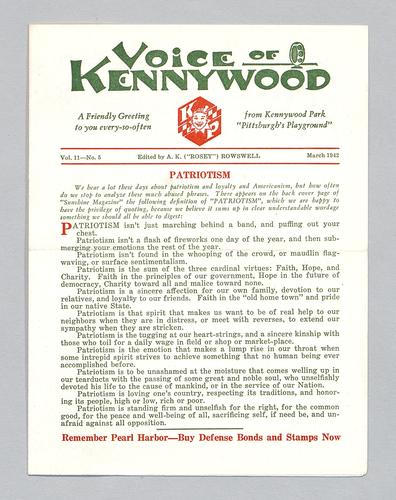 VOICE OF
KENNYWOOD
A Friendly Greeting
to you every-so-often
K
P
from Kennywood Park
"Pittsburgh's Playground"
Vol. 11—No. 5
Edited by A. K. ("ROSEY") ROWSWELL
March 1942
PATRIOTISM
We hear a lot these days about patriotism and loyalty and Americanism, but how often
do we stop to analyze these much abused phrases. There appears on the back cover page of
"Sunshine Magazine" the following definition of "PATRIOTISM", which we are happy to
have the privilege of quoting, because we believe it sums up in clear understandable wordage
something we should all be able to digest:
PATRIOTISM isn't just marching behind a band, and puffing out your
chest.
Patriotism isn't a flash of fireworks one day of the year, and then sub-
merging your emotions the rest of the year.
Patriotism isn't found in the whooping of the crowd, or maudlin flag-
waving, or surface sentimentalism.
Patriotism is the sum of the three cardinal virtues: Faith, Hope, and
Charity. Faith in the principles of our government, Hope in the future of
democracy, Charity toward all and malice toward none.
Patriotism is a sincere affection for our own family, devotion to our
relatives, and loyalty to our friends. Faith in the "old home town" and pride
in our native State.
Patriotism is that spirit that makes us want to be of real help to our
neighbors when they are in distress, or meet with reverses, to extend our
sympathy when they are stricken.
Patriotism is the tugging at our heart-strings, and a sincere kinship with
those who toil for a daily wage in field or shop or market-place.
Patriotism is the emotion that makes a lump rise in our throat when
some intrepid spirit strives to achieve something that no human being ever
accomplished before.
Patriotism is to be unashamed at the moisture that comes welling up in
our tearducts with the passing of some great and noble soul, who unselfishly
devoted his life to the cause of mankind, or in the service of our Nation.
Patriotism is loving one's country, respecting its traditions, and honor-
ing its people, high or low, rich or poor.
Patriotism is standing firm and unselfish for the right, for the common
good, for the peace and well-being of all, sacrificing self, if need be, and un-
afraid against all opposition.
Remember Pearl Harbor—Buy Defense Bonds and Stamps Now